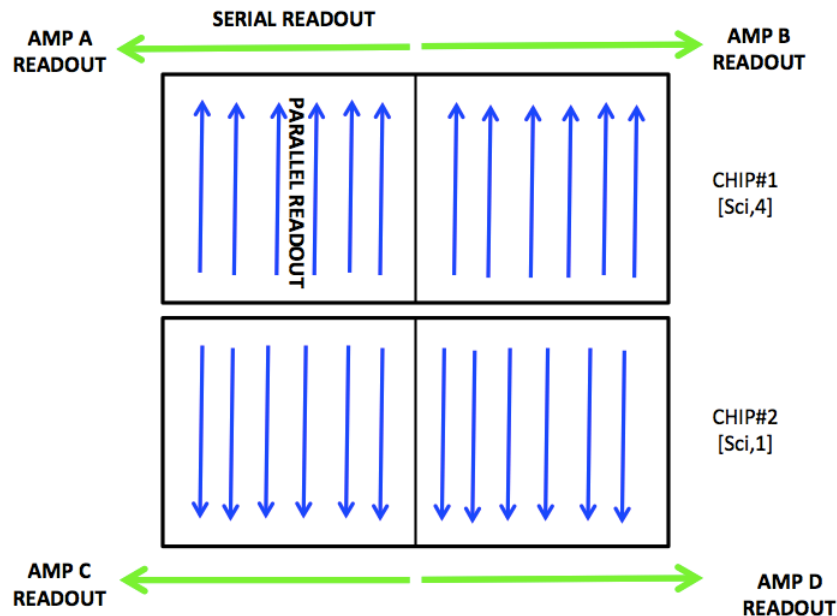 SERIAL READOUT
AMP A
READOUT
AMP B
READOUT
PARALLEL READOUT
CHIP#1
[Sci,4]
CHIP#2
[Sci,1]
AMP C
READOUT
AMP D
READOUT